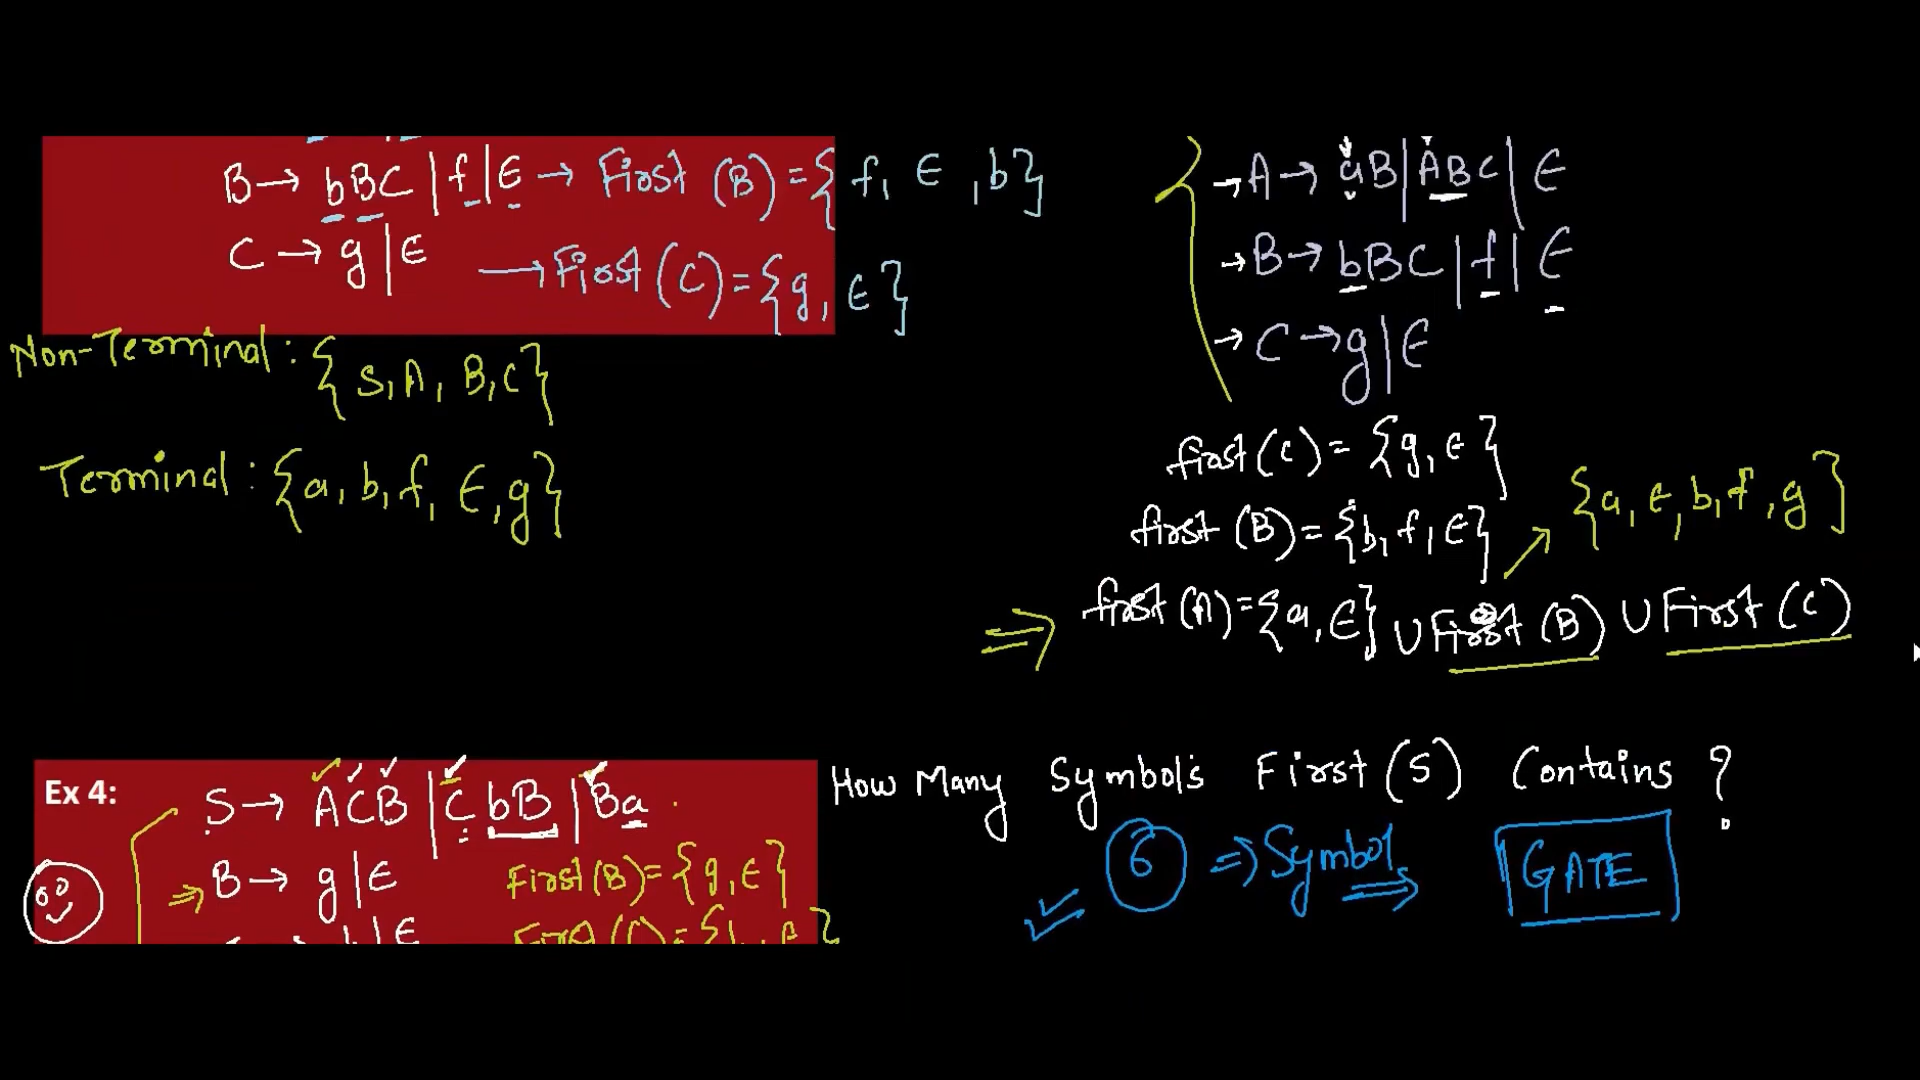 B → bBC | f | ∈ → First (B) = { f, ∈, b}
C → g | ∈ → First (C) = {g, ∈}
Non-Terminal : { S, A, B, C}
Terminal : {a, b, f, ∈, g}
→ A → aB | ABC | ∈
→ B → bBC | f | ∈
→ C → g | ∈
first (C) = {g, ∈}
first (B) = {b, f, ∈}
{a, ∈, b, f, g}
⇒ first (A) = {a, ∈} ∪ First (B) ∪ First (C)
Ex 4:
S → ACB | CbB | Ba
⇒ B → g | ∈
First (B) = {g, ∈}
How Many Symbols First (S) Contains ?
6 ⇒ Symbols
GATE